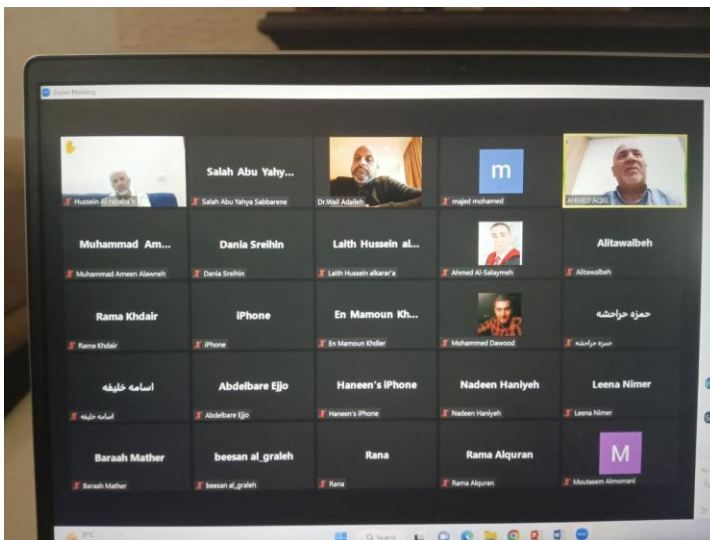 Zoom Meeting
Hussein Al rababa'h
Salah Abu Yahy...
Salah Abu Yahya Sabbarene
Dr.Wail Adaileh
m
majed mohamed
AHMED AQEL
Muhammad Am...
Muhammad Ameen Alawneh
Dania Sreihin
Dania Sreihin
Laith Hussein al...
Laith Hussein alkarar'a
Ahmed Al-Salaymeh
Alitawalbeh
Alitawalbeh
Rama Khdair
Rama Khdair
iPhone
iPhone
En Mamoun Kh...
En Mamoun Khdier
Mohammed Dawood
حمزه حراحشه
حمزه حراحشه
اسامه خليفه
اسامه خليفه
Abdelbare Ejjo
Abdelbare Ejjo
Haneen's iPhone
Haneen's iPhone
Nadeen Haniyeh
Nadeen Haniyeh
Leena Nimer
Leena Nimer
Baraah Mather
Baraah Mather
beesan al_graleh
beesan al_graleh
Rana
Rana
Rama Alquran
Rama Alquran
M
Moutasem Almomani
Search